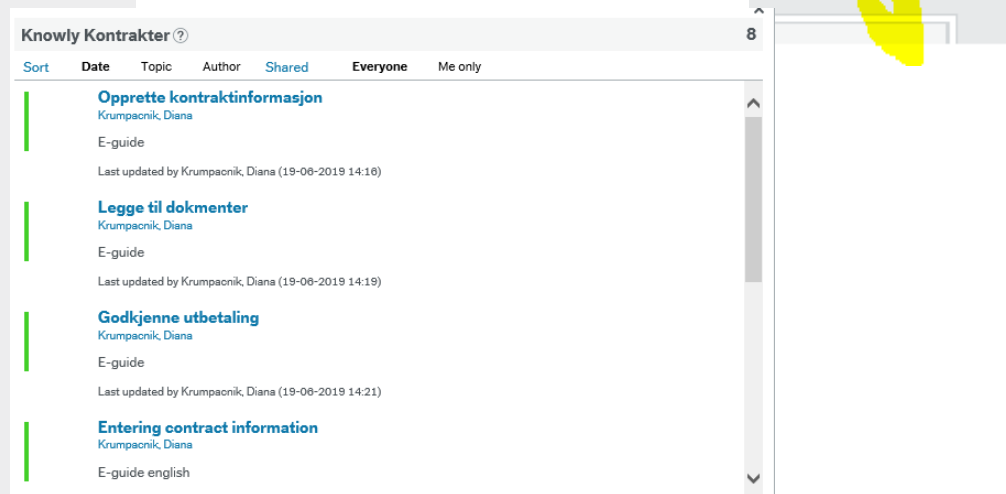 Knowly Kontrakter ? 8
Sort Date Topic Author Shared Everyone Me only
Opprette kontraktinformasjon
Krumpacnik, Diana
E-guide
Last updated by Krumpacnik, Diana (19-06-2019 14:16)
Legge til dokmenter
Krumpacnik, Diana
E-guide
Last updated by Krumpacnik, Diana (19-06-2019 14:19)
Godkjenne utbetaling
Krumpacnik, Diana
E-guide
Last updated by Krumpacnik, Diana (19-06-2019 14:21)
Entering contract information
Krumpacnik, Diana
E-guide english